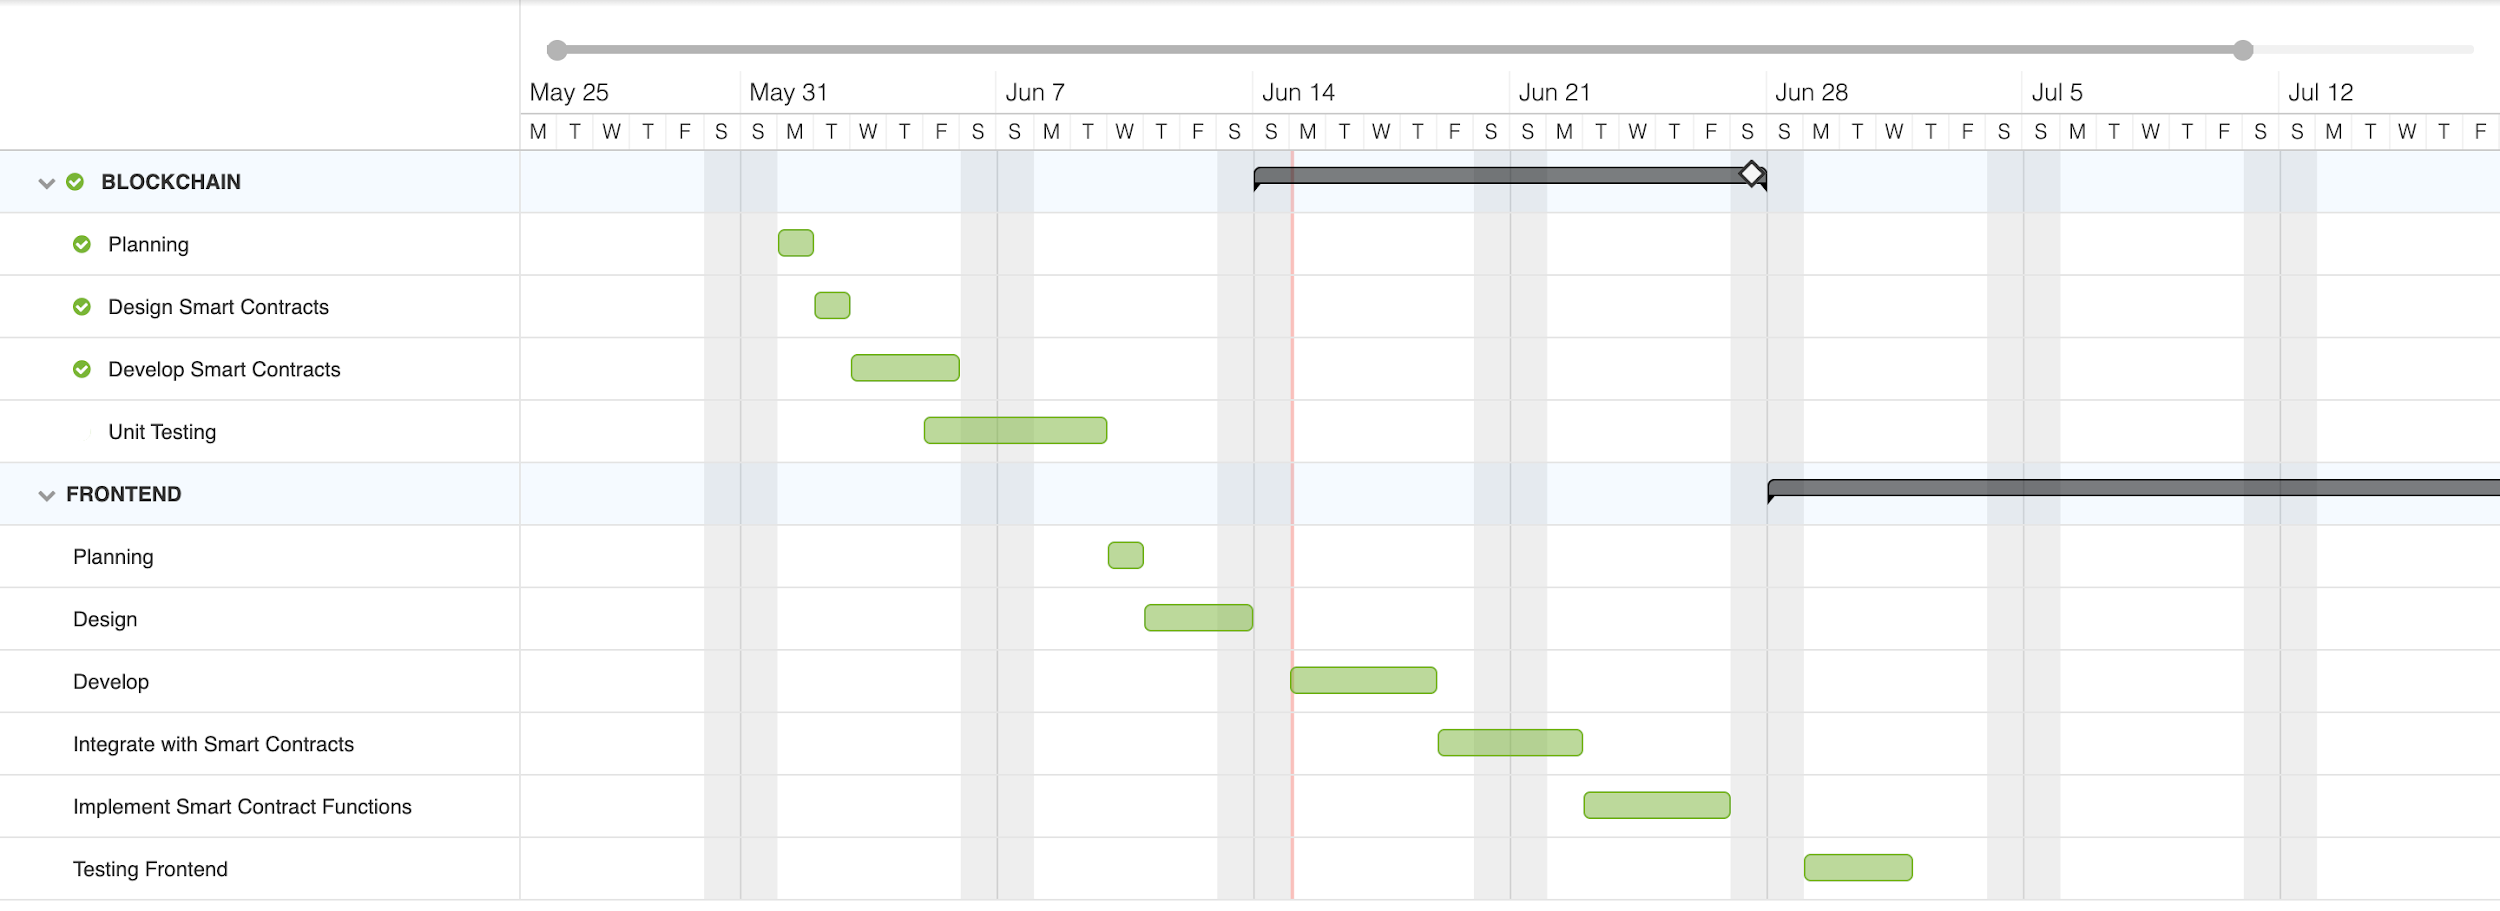 May 25 May 31 Jun 7 Jun 14 Jun 21 Jun 28 Jul 5 Jul 12
M T W T F S S M T W T F S S M T W T F S S M T W T F S S M T W T F S S M T W T F S S M T W T F S S M T W T F
BLOCKCHAIN
Planning
Design Smart Contracts
Develop Smart Contracts
Unit Testing
FRONTEND
Planning
Design
Develop
Integrate with Smart Contracts
Implement Smart Contract Functions
Testing Frontend